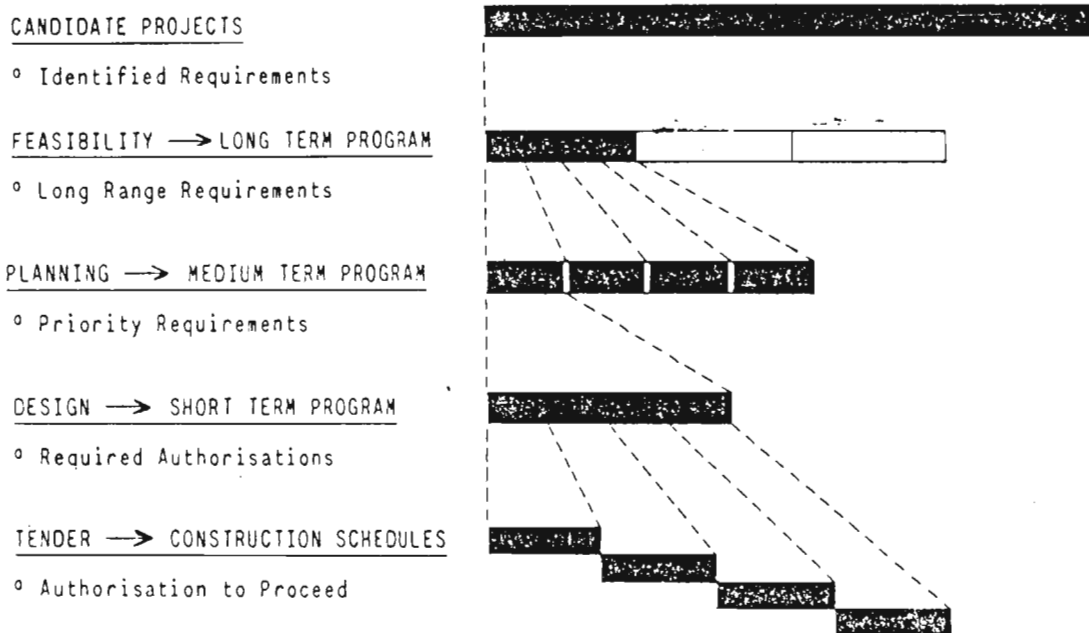 CANDIDATE PROJECTS
º Identified Requirements
FEASIBILITY → LONG TERM PROGRAM
º Long Range Requirements
PLANNING → MEDIUM TERM PROGRAM
º Priority Requirements
DESIGN → SHORT TERM PROGRAM
º Required Authorisations
TENDER → CONSTRUCTION SCHEDULES
º Authorisation to Proceed